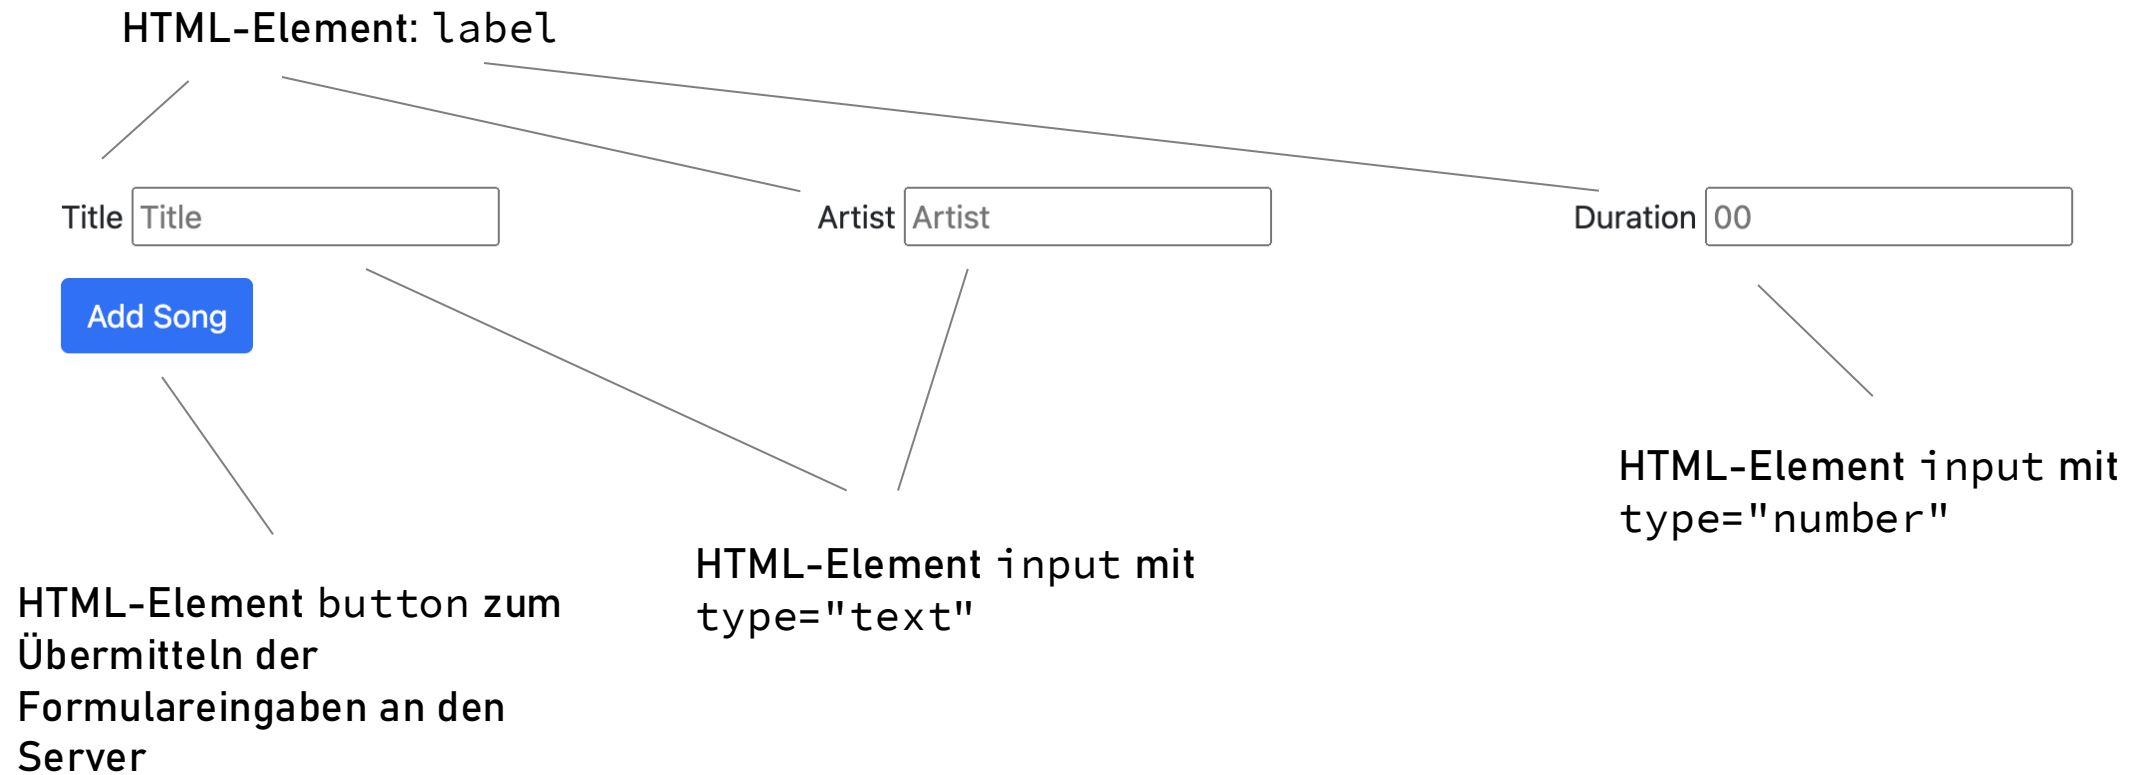 HTML-Element: label
Title Title Artist Artist Duration 00
Add Song
HTML-Element input mit
type="number"
HTML-Element input mit
type="text"
HTML-Element button zum
Übermitteln der
Formulareingaben an den
Server